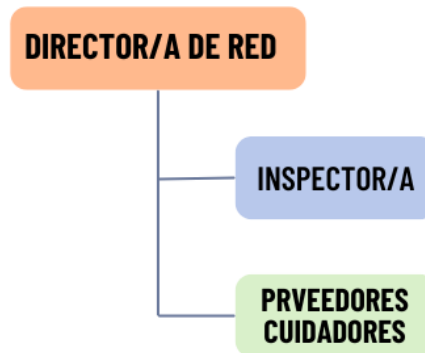 DIRECTOR/A DE RED
INSPECTOR/A
PRVEEDORES
CUIDADORES